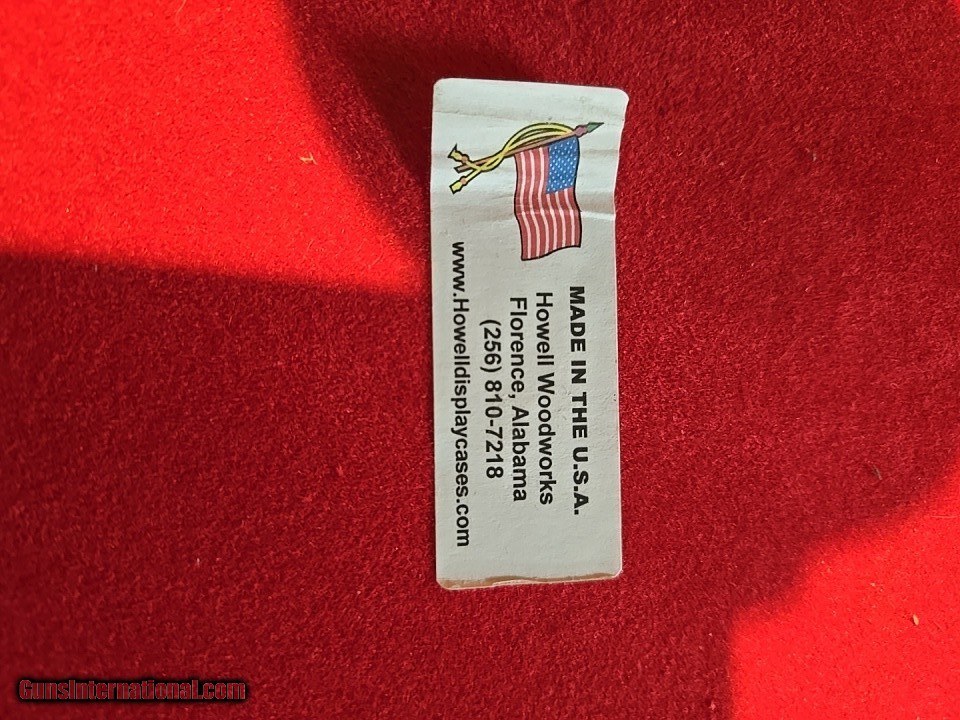 MADE IN THE U.S.A.
Howell Woodworks
Florence, Alabama
(256) 810-7218
www.Howelldisplaycases.com
GunsInternational.com